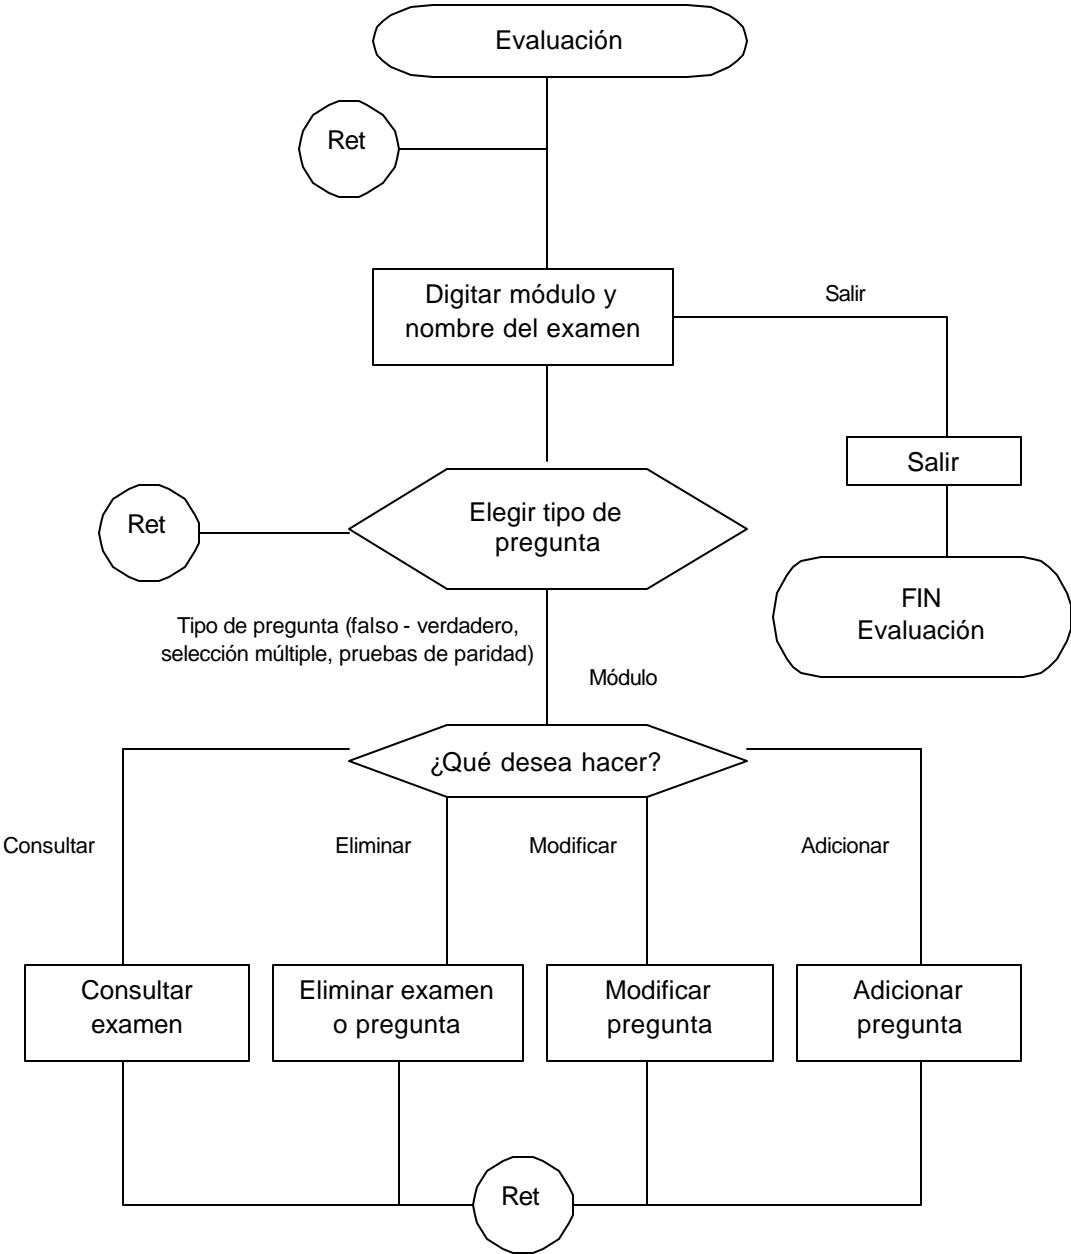 Evaluación
Ret
Digitar módulo y
nombre del examen
Salir
Salir
Elegir tipo de
pregunta
Ret
FIN
Evaluación
Tipo de pregunta (falso - verdadero,
selección múltiple, pruebas de paridad)
Módulo
¿Qué desea hacer?
Consultar
Eliminar
Modificar
Adicionar
Consultar
examen
Eliminar examen
o pregunta
Modificar
pregunta
Adicionar
pregunta
Ret